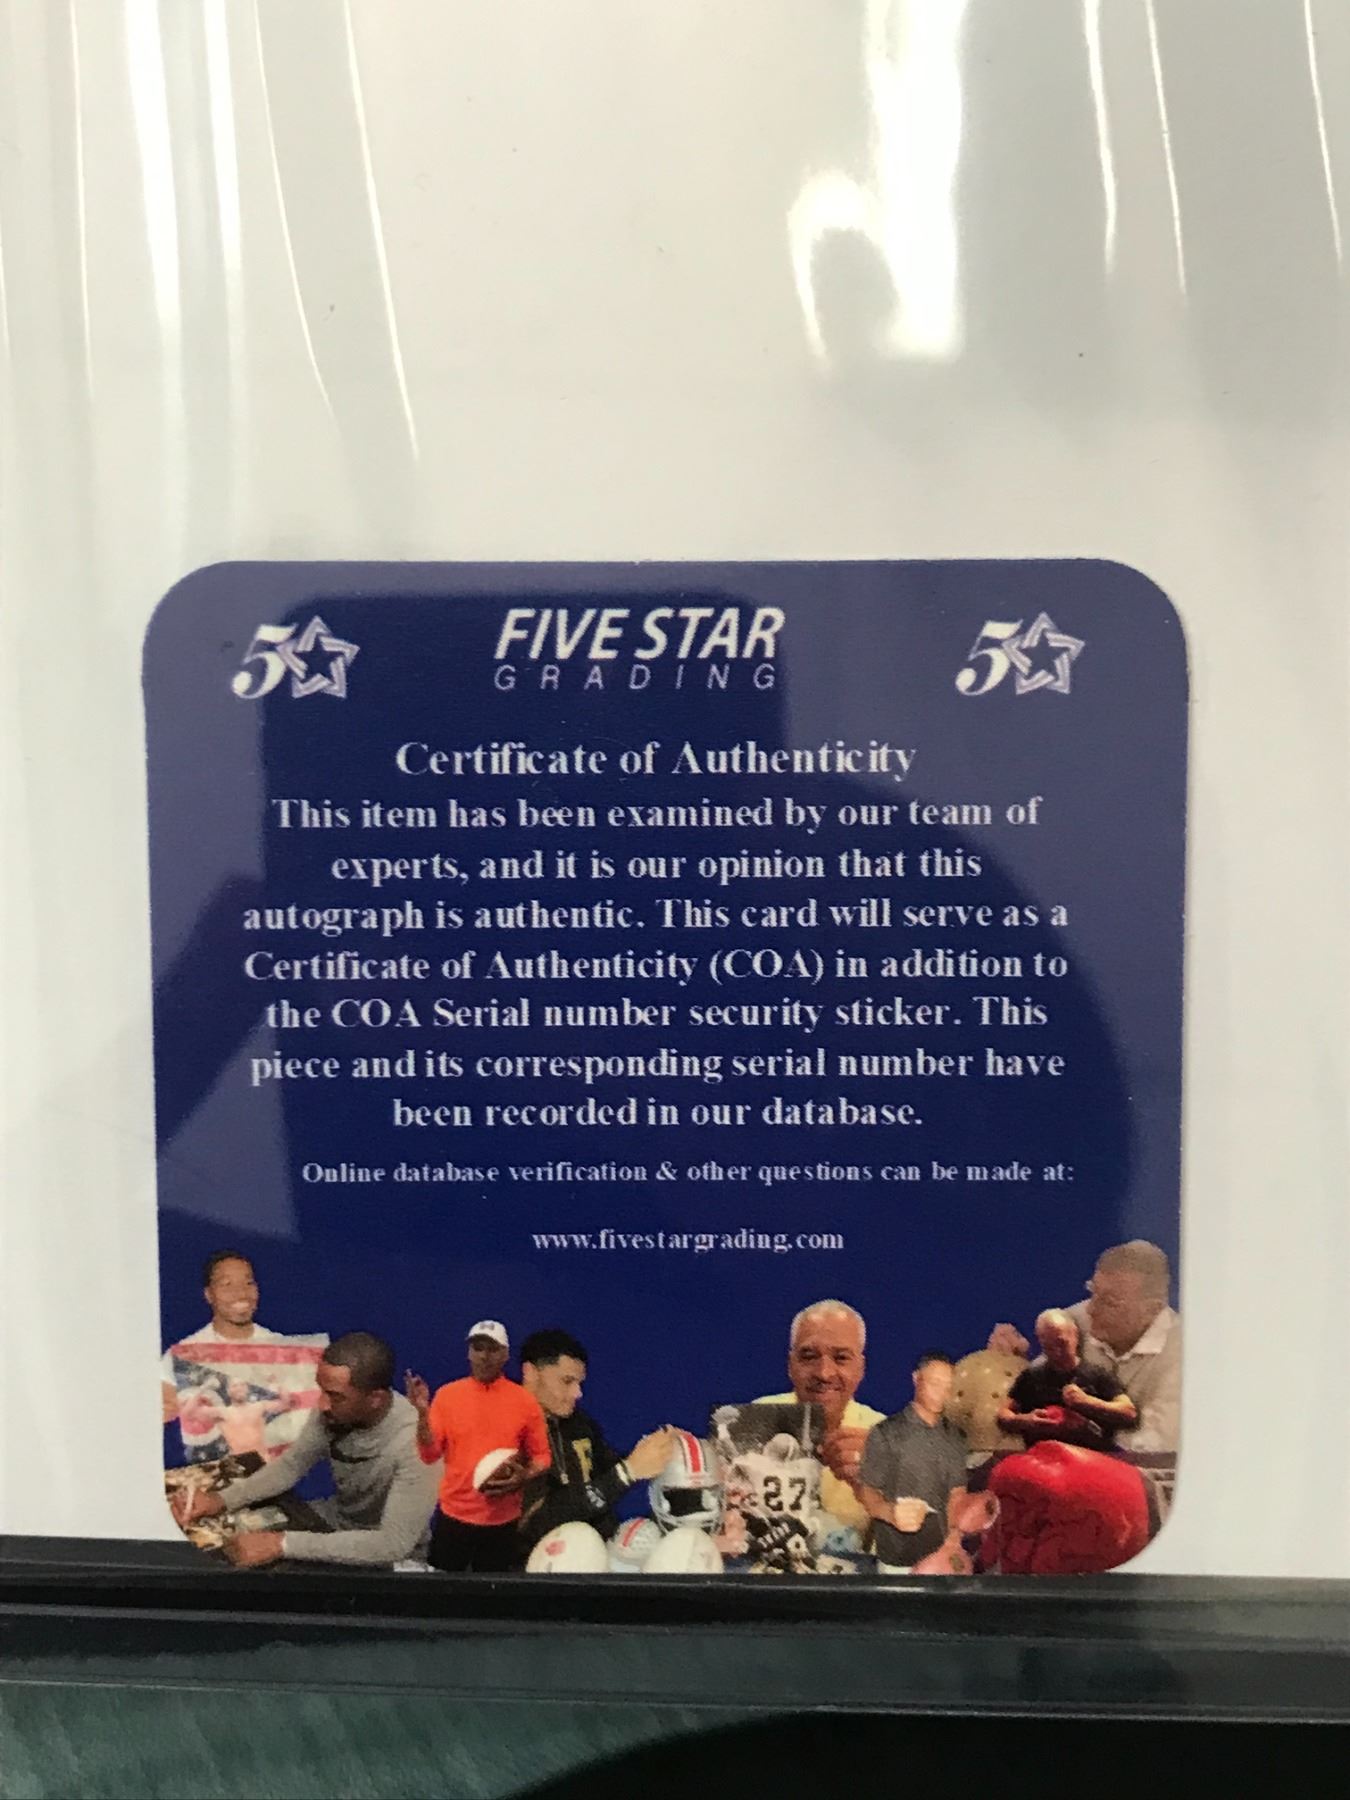 5 FIVE STAR 5
GRADING
Certificate of Authenticity
This item has been examined by our team of
experts, and it is our opinion that this
autograph is authentic. This card will serve as a
Certificate of Authenticity (COA) in addition to
the COA Serial number security sticker. This
piece and its corresponding serial number have
been recorded in our database.
Online database verification & other questions can be made at:
www.fivestargrading.com
27